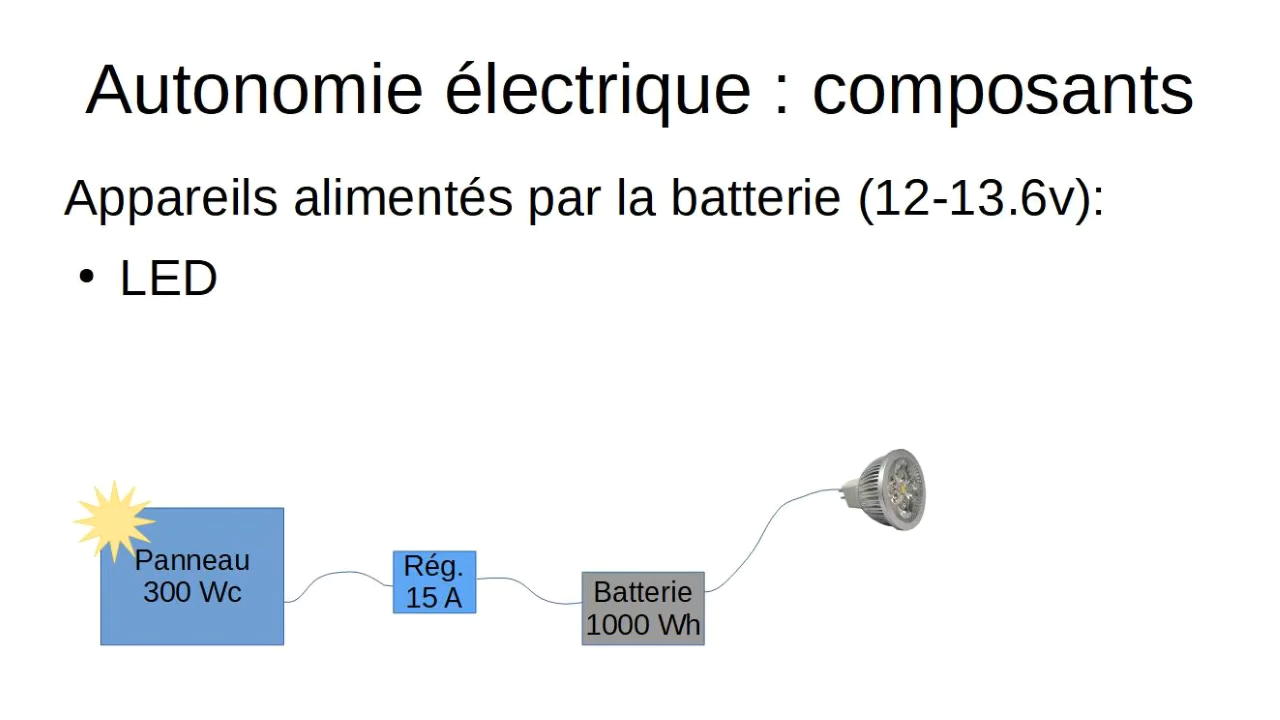 Autonomie électrique : composants
Appareils alimentés par la batterie (12-13.6v):
• LED
Panneau
300 Wc
Rég.
15 A
Batterie
1000 Wh